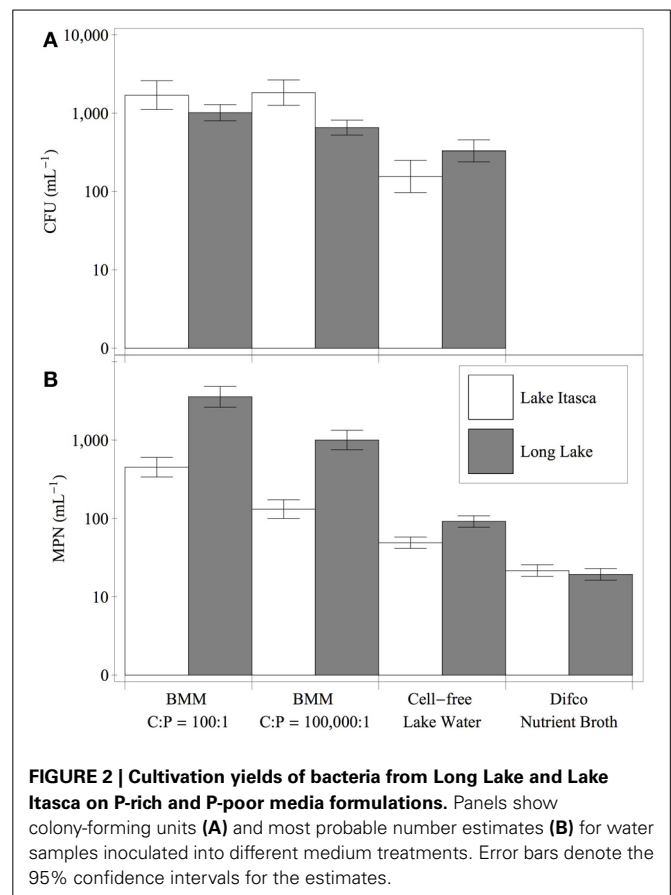 A
10,000
1,000
100
10
0
CFU (mL−1)
B
1,000
100
10
0
MPN (mL−1)
Lake Itasca
Long Lake
BMM
C:P = 100:1
BMM
C:P = 100,000:1
Cell−free
Lake Water
Difco
Nutrient Broth
FIGURE 2 | Cultivation yields of bacteria from Long Lake and Lake
Itasca on P-rich and P-poor media formulations. Panels show
colony-forming units (A) and most probable number estimates (B) for water
samples inoculated into different medium treatments. Error bars denote the
95% confidence intervals for the estimates.